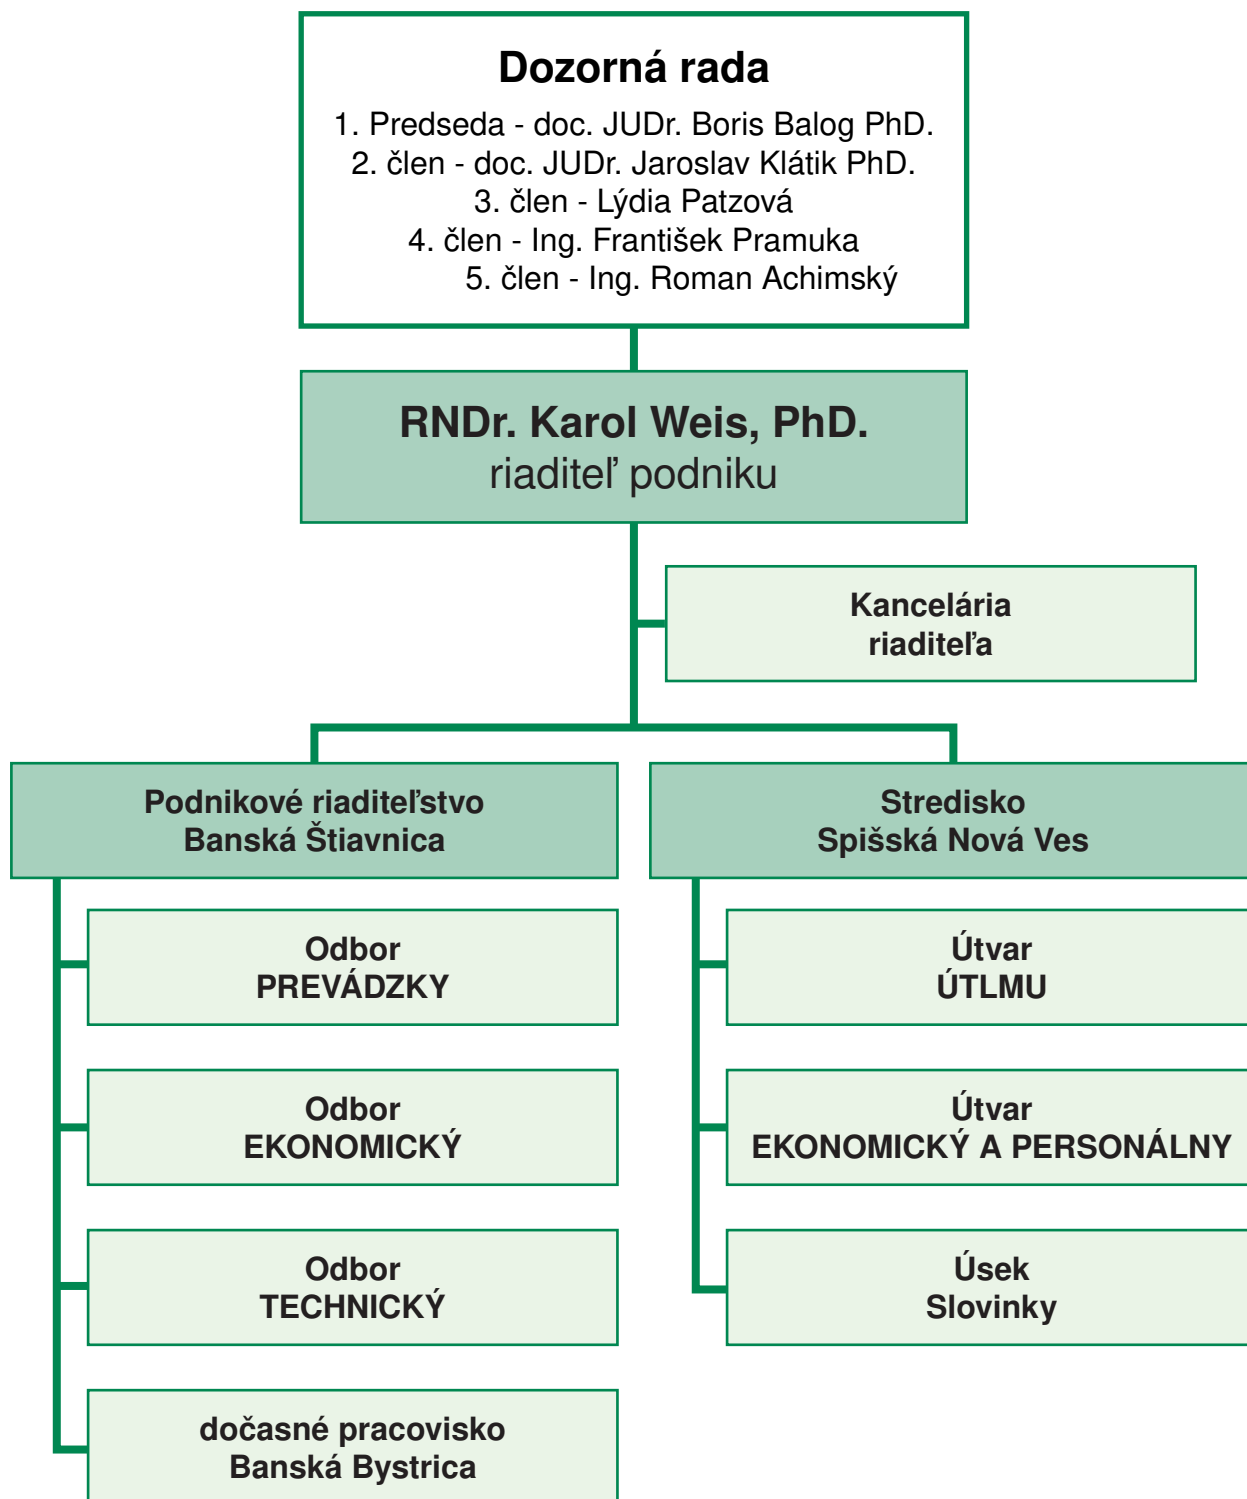 Dozorná rada
1. Predseda - doc. JUDr. Boris Balog PhD.
2. člen - doc. JUDr. Jaroslav Klátik PhD.
3. člen - Lýdia Patzová
4. člen - Ing. František Pramuka
5. člen - Ing. Roman Achimský
RNDr. Karol Weis, PhD.
riaditeľ podniku
Kancelária
riaditeľa
Podnikové riaditeľstvo
Banská Štiavnica
Odbor
PREVÁDZKY
Odbor
EKONOMICKÝ
Odbor
TECHNICKÝ
dočasné pracovisko
Banská Bystrica
Stredisko
Spišská Nová Ves
Útvar
ÚTLMU
Útvar
EKONOMICKÝ A PERSONÁLNY
Úsek
Slovinky